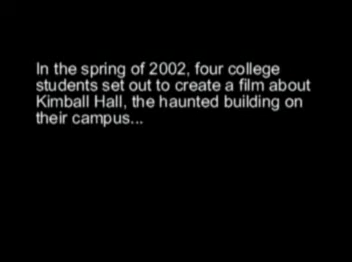 In the spring of 2002, four college
students set out to create a film about
Kimball Hall, the haunted building on
their campus...